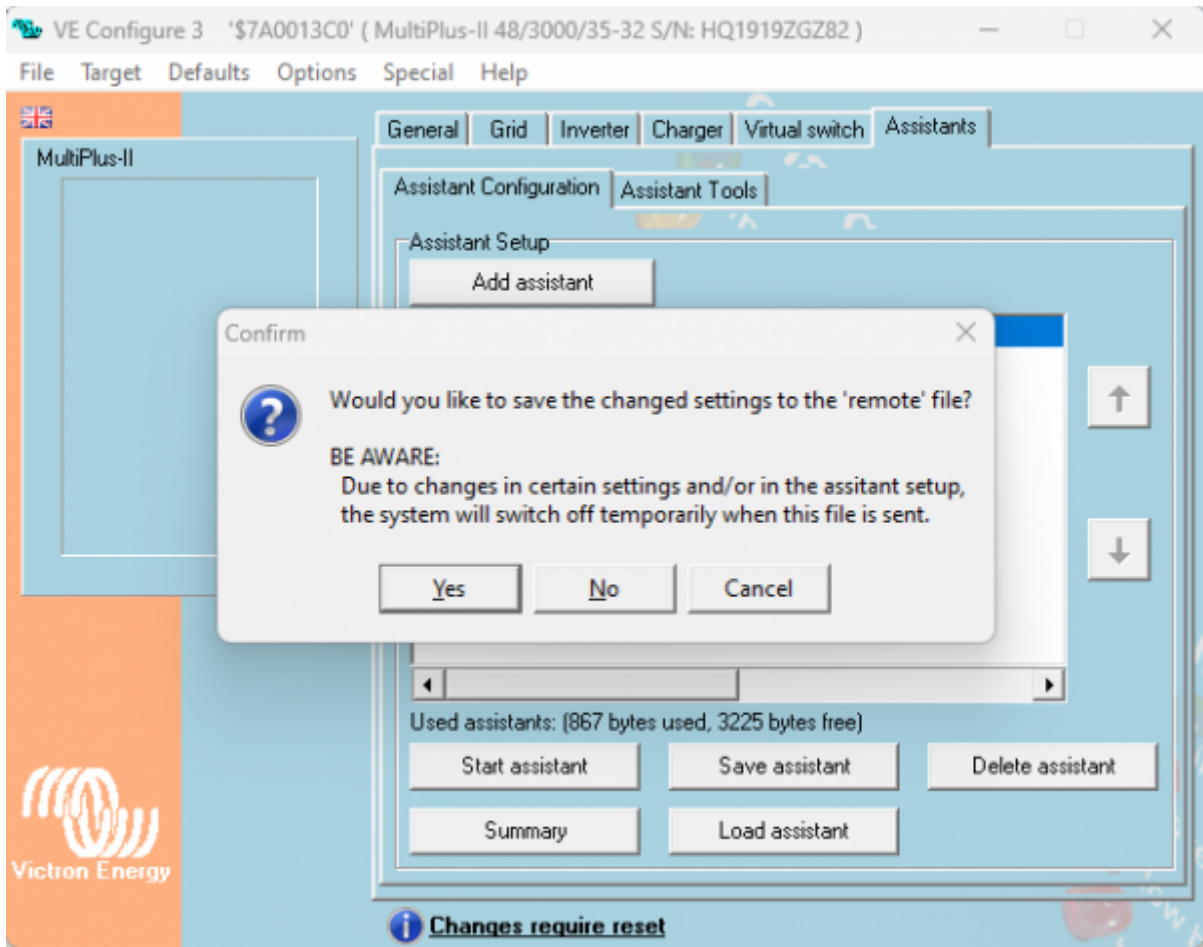 VE Configure 3 '$7A0013C0' ( MultiPlus-II 48/3000/35-32 S/N: HQ1919ZGZ82 )
File Target Defaults Options Special Help
General Grid Inverter Charger Virtual switch Assistants
MultiPlus-II
Assistant Configuration Assistant Tools
Assistant Setup
Add assistant
Confirm
Would you like to save the changed settings to the 'remote' file?
BE AWARE:
Due to changes in certain settings and/or in the assitant setup,
the system will switch off temporarily when this file is sent.
Yes No Cancel
Used assistants: (867 bytes used, 3225 bytes free)
Start assistant Save assistant Delete assistant
Summary Load assistant
Victron Energy
Changes require reset